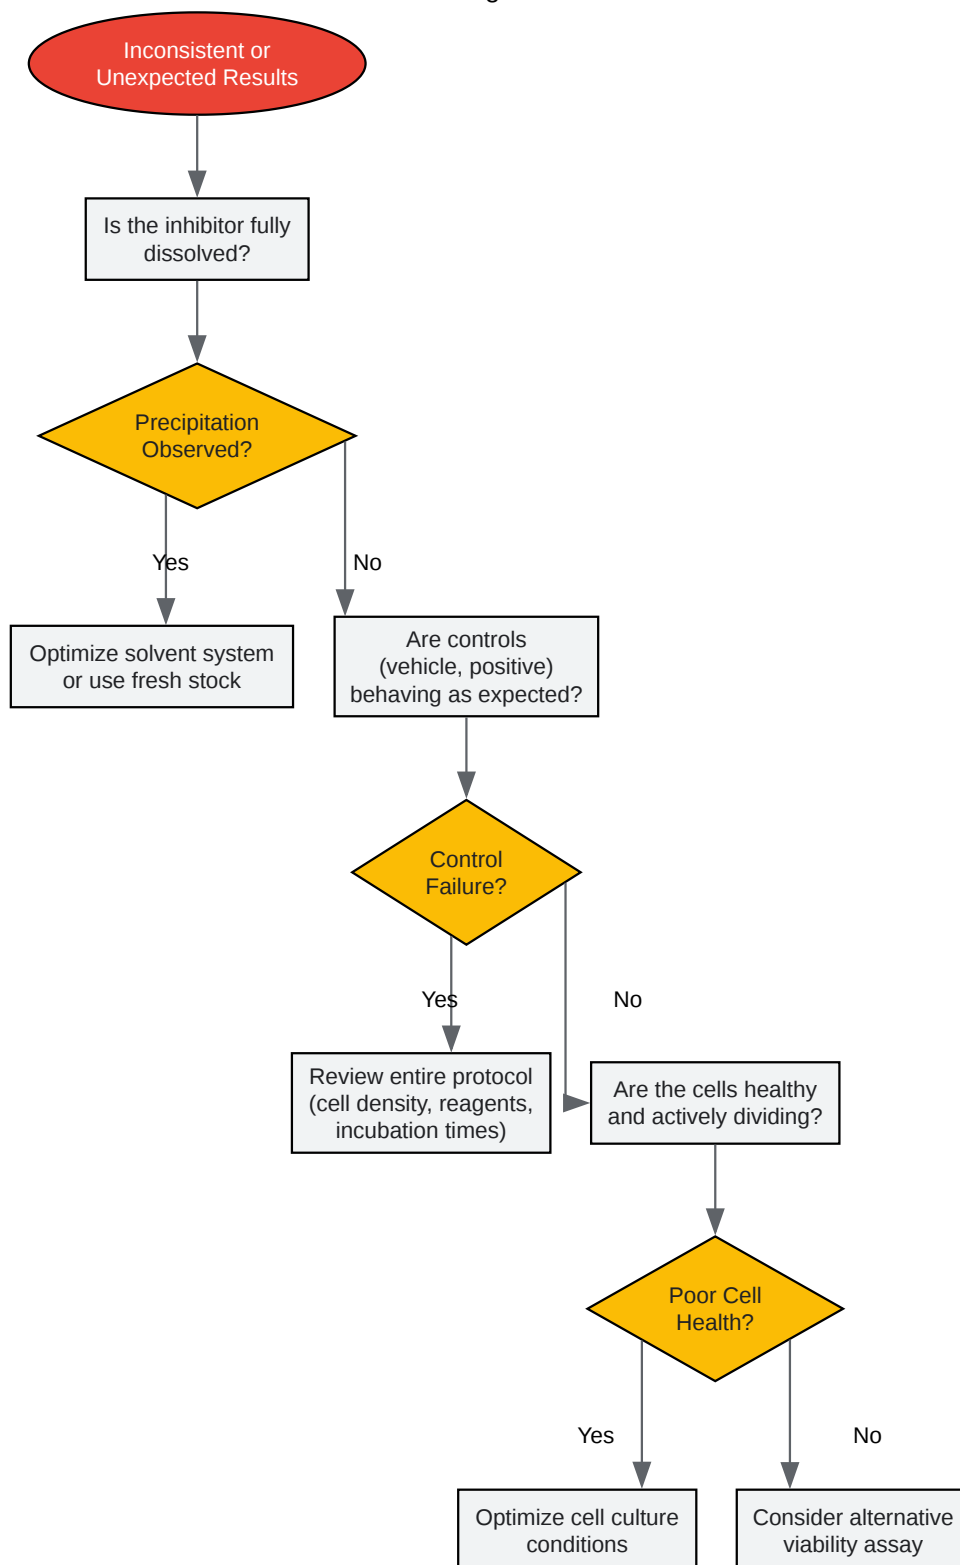 Inconsistent or
Unexpected Results
Is the inhibitor fully
dissolved?
Precipitation
Observed?
Yes
No
Optimize solvent system
or use fresh stock
Are controls
(vehicle, positive)
behaving as expected?
Control
Failure?
Yes
No
Review entire protocol
(cell density, reagents,
incubation times)
Are the cells healthy
and actively dividing?
Poor Cell
Health?
Yes
No
Optimize cell culture
conditions
Consider alternative
viability assay